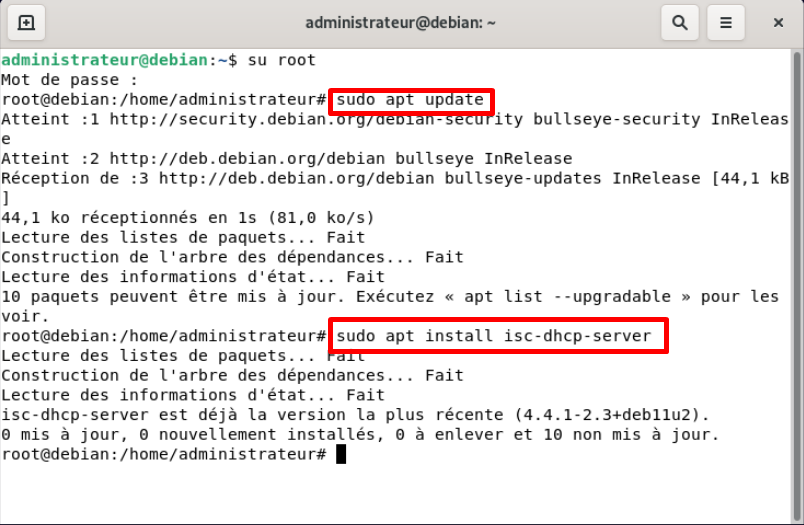 administrateur@debian: ~
administrateur@debian:~$ su root
Mot de passe :
root@debian:/home/administrateur# sudo apt update
Atteint :1 http://security.debian.org/debian-security bullseye-security InReleas
e
Atteint :2 http://deb.debian.org/debian bullseye InRelease
Réception de :3 http://deb.debian.org/debian bullseye-updates InRelease [44,1 kB
]
44,1 ko réceptionnés en 1s (81,0 ko/s)
Lecture des listes de paquets... Fait
Construction de l'arbre des dépendances... Fait
Lecture des informations d'état... Fait
10 paquets peuvent être mis à jour. Exécutez « apt list --upgradable » pour les
voir.
root@debian:/home/administrateur# sudo apt install isc-dhcp-server
Lecture des listes de paquets... Fait
Construction de l'arbre des dépendances... Fait
Lecture des informations d'état... Fait
isc-dhcp-server est déjà la version la plus récente (4.4.1-2.3+deb11u2).
0 mis à jour, 0 nouvellement installés, 0 à enlever et 10 non mis à jour.
root@debian:/home/administrateur#